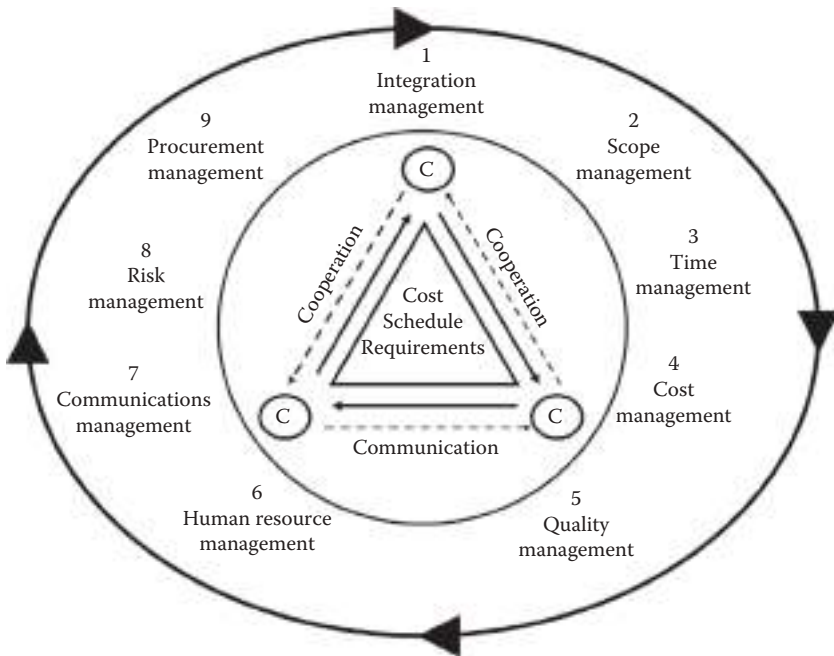 1
Integration
management
2
Scope
management
3
Time
management
4
Cost
management
5
Quality
management
6
Human resource
management
7
Communications
management
8
Risk
management
9
Procurement
management
C
Cooperation
Cooperation
Cost
Schedule
Requirements
C
C
Communication